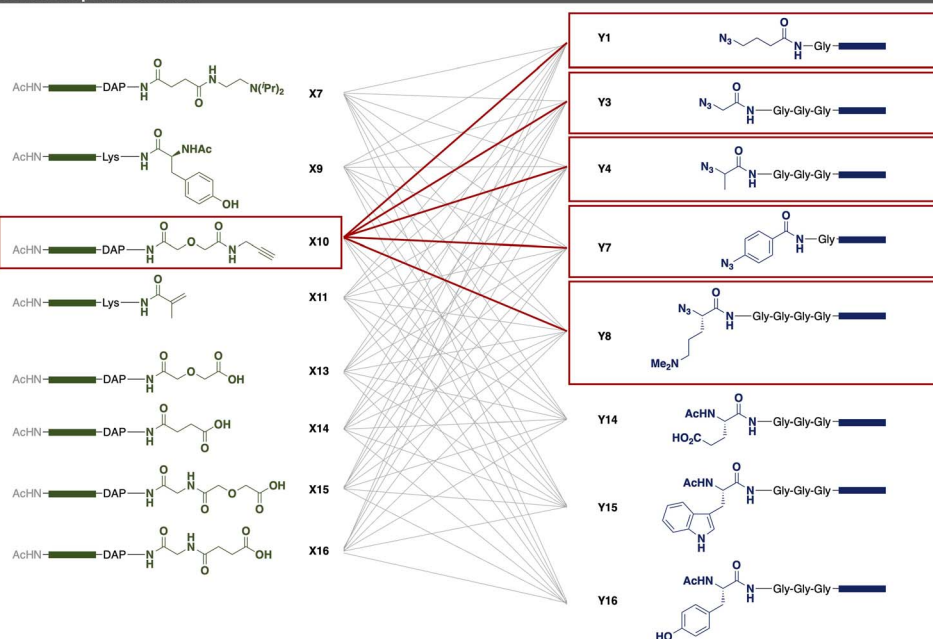 AcHN DAP N H O O H N N(ⁱPr)₂ X7
AcHN Lys N H O NHAc OH X9
AcHN DAP N H O O O N H X10
AcHN Lys N H O X11
AcHN DAP N H O O O OH X13
AcHN DAP N H O O OH X14
AcHN DAP N H O H N O O O OH X15
AcHN DAP N H O H N O O OH X16
Y1 N₃ O N H Gly
Y3 N₃ O N H Gly-Gly-Gly
Y4 N₃ O N H Gly-Gly-Gly
Y7 N₃ O N H Gly
Y8 N₃ O N H Gly-Gly-Gly-Gly Me₂N
Y14 AcHN O N H Gly-Gly-Gly HO₂C
Y15 AcHN O N H Gly-Gly-Gly N H
Y16 AcHN O N H Gly-Gly-Gly HO